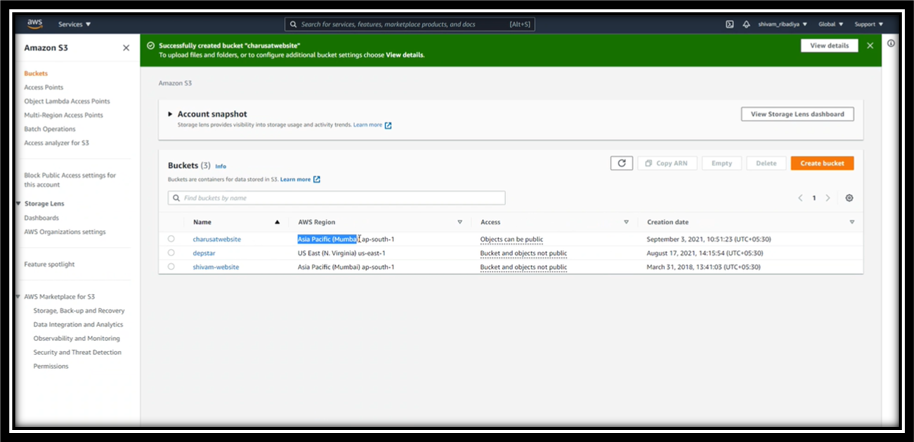 aws Services ▼ Search for services, features, marketplace products, and docs [Alt+S] shivam_ribadiya ▼ Global ▼ Support ▼
Amazon S3
Successfully created bucket "charusatwebsite"
To upload files and folders, or to configure additional bucket settings choose View details.
View details
Buckets
Access Points
Object Lambda Access Points
Multi-Region Access Points
Batch Operations
Access analyzer for S3
Block Public Access settings for
this account
Storage Lens
Dashboards
AWS Organizations settings
Feature spotlight
AWS Marketplace for S3
Storage, Back-up and Recovery
Data Integration and Analytics
Observability and Monitoring
Security and Threat Detection
Permissions
Amazon S3
Account snapshot
Storage lens provides visibility into storage usage and activity trends. Learn more
View Storage Lens dashboard
Buckets (3) Info
Buckets are containers for data stored in S3. Learn more
Copy ARN Empty Delete Create bucket
Find buckets by name
1
Name AWS Region Access Creation date
charusatwebsite Asia Pacific (Mumbai) ap-south-1 Objects can be public September 3, 2021, 10:51:23 (UTC+05:30)
depstar US East (N. Virginia) us-east-1 Bucket and objects not public August 17, 2021, 14:15:54 (UTC+05:30)
shivam-website Asia Pacific (Mumbai) ap-south-1 Bucket and objects not public March 31, 2018, 13:41:03 (UTC+05:30)